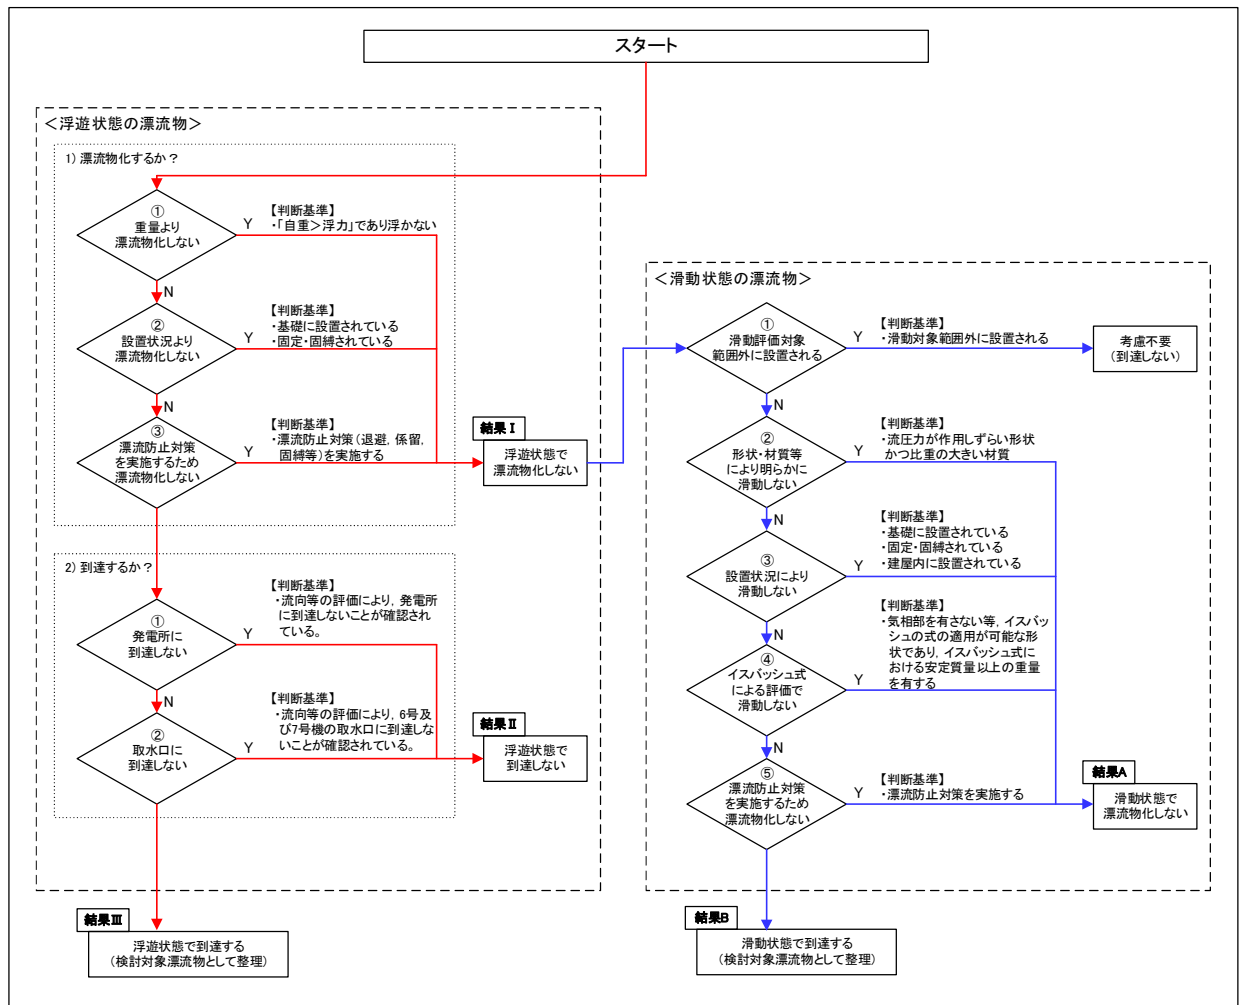 スタート
＜浮遊状態の漂流物＞
1) 漂流物化するか？
①
重量より
漂流物化しない
Y
【判断基準】
・「自重＞浮力」であり浮かない
N
②
設置状況より
漂流物化しない
Y
【判断基準】
・基礎に設置されている
・固定・固縛されている
N
③
漂流防止対策
を実施するため
漂流物化しない
Y
【判断基準】
・漂流防止対策（退避，係留，
固縛等）を実施する
結果Ⅰ
浮遊状態で
漂流物化しない
2) 到達するか？
①
発電所に
到達しない
Y
【判断基準】
・流向等の評価により，発電所
に到達しないことが確認され
ている。
N
②
取水口に
到達しない
Y
【判断基準】
・流向等の評価により，6号及
び7号機の取水口に到達しな
いことが確認されている。
結果Ⅱ
浮遊状態で
到達しない
結果Ⅲ
浮遊状態で到達する
（検討対象漂流物として整理）
＜滑動状態の漂流物＞
①
滑動評価対象
範囲外に設置される
Y
【判断基準】
・滑動対象範囲外に設置される
考慮不要
（到達しない）
N
②
形状・材質等
により明らかに
滑動しない
Y
【判断基準】
・流圧力が作用しずらい形状
かつ比重の大きい材質
N
③
設置状況により
滑動しない
Y
【判断基準】
・基礎に設置されている
・固定・固縛されている
・建屋内に設置されている
N
④
イスバッシュ式
による評価で
滑動しない
Y
【判断基準】
・気相部を有さない等，イスバッ
シュの式の適用が可能な形
状であり，イスバッシュ式に
おける安定質量以上の重量
を有する
N
⑤
漂流防止対策
を実施するため
漂流物化しない
Y
【判断基準】
・漂流防止対策を実施する
結果A
滑動状態で
漂流物化しない
結果B
滑動状態で到達する
（検討対象漂流物として整理）